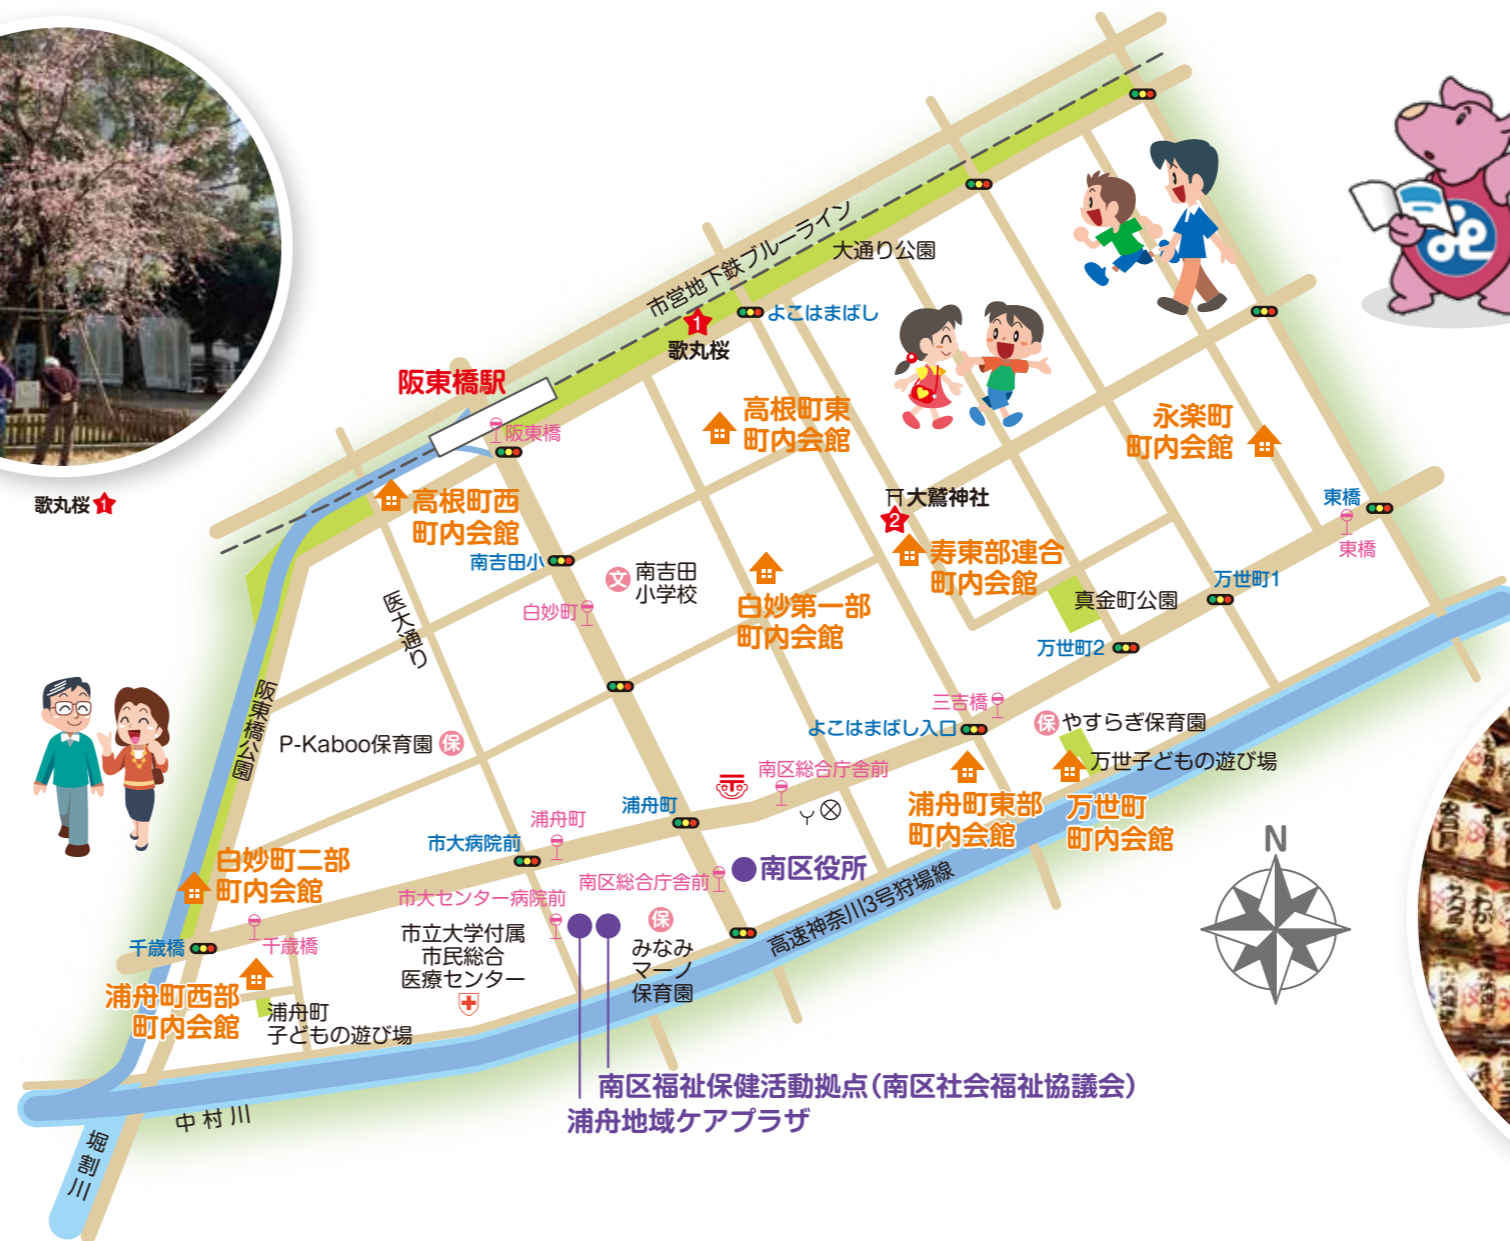 歌丸桜 1
市営地下鉄ブルーライン
大通り公園
よこはまばし
1
歌丸桜
阪東橋駅
阪東橋
高根町東
町内会館
永楽町
町内会館
高根町西
町内会館
大鷲神社
2
東橋
東橋
南吉田小
文
南吉田
小学校
寿東部連合
町内会館
白妙町
白妙第一部
町内会館
医大通り
真金町公園
万世町1
万世町2
阪東橋公園
P-Kaboo保育園 保
三吉橋
よこはまばし入口
保 やすらぎ保育園
万世子どもの遊び場
南区総合庁舎前
浦舟町
浦舟町
市大病院前
浦舟町東部
町内会館
万世町
町内会館
白妙町二部
町内会館
南区総合庁舎前
南区役所
市大センター病院前
N
千歳橋
千歳橋
市立大学付属
市民総合
医療センター
保
みなみ
マーノ
保育園
高速神奈川3号狩場線
浦舟町西部
町内会館
浦舟町
子どもの遊び場
南区福祉保健活動拠点(南区社会福祉協議会)
浦舟地域ケアプラザ
中村川
堀割川